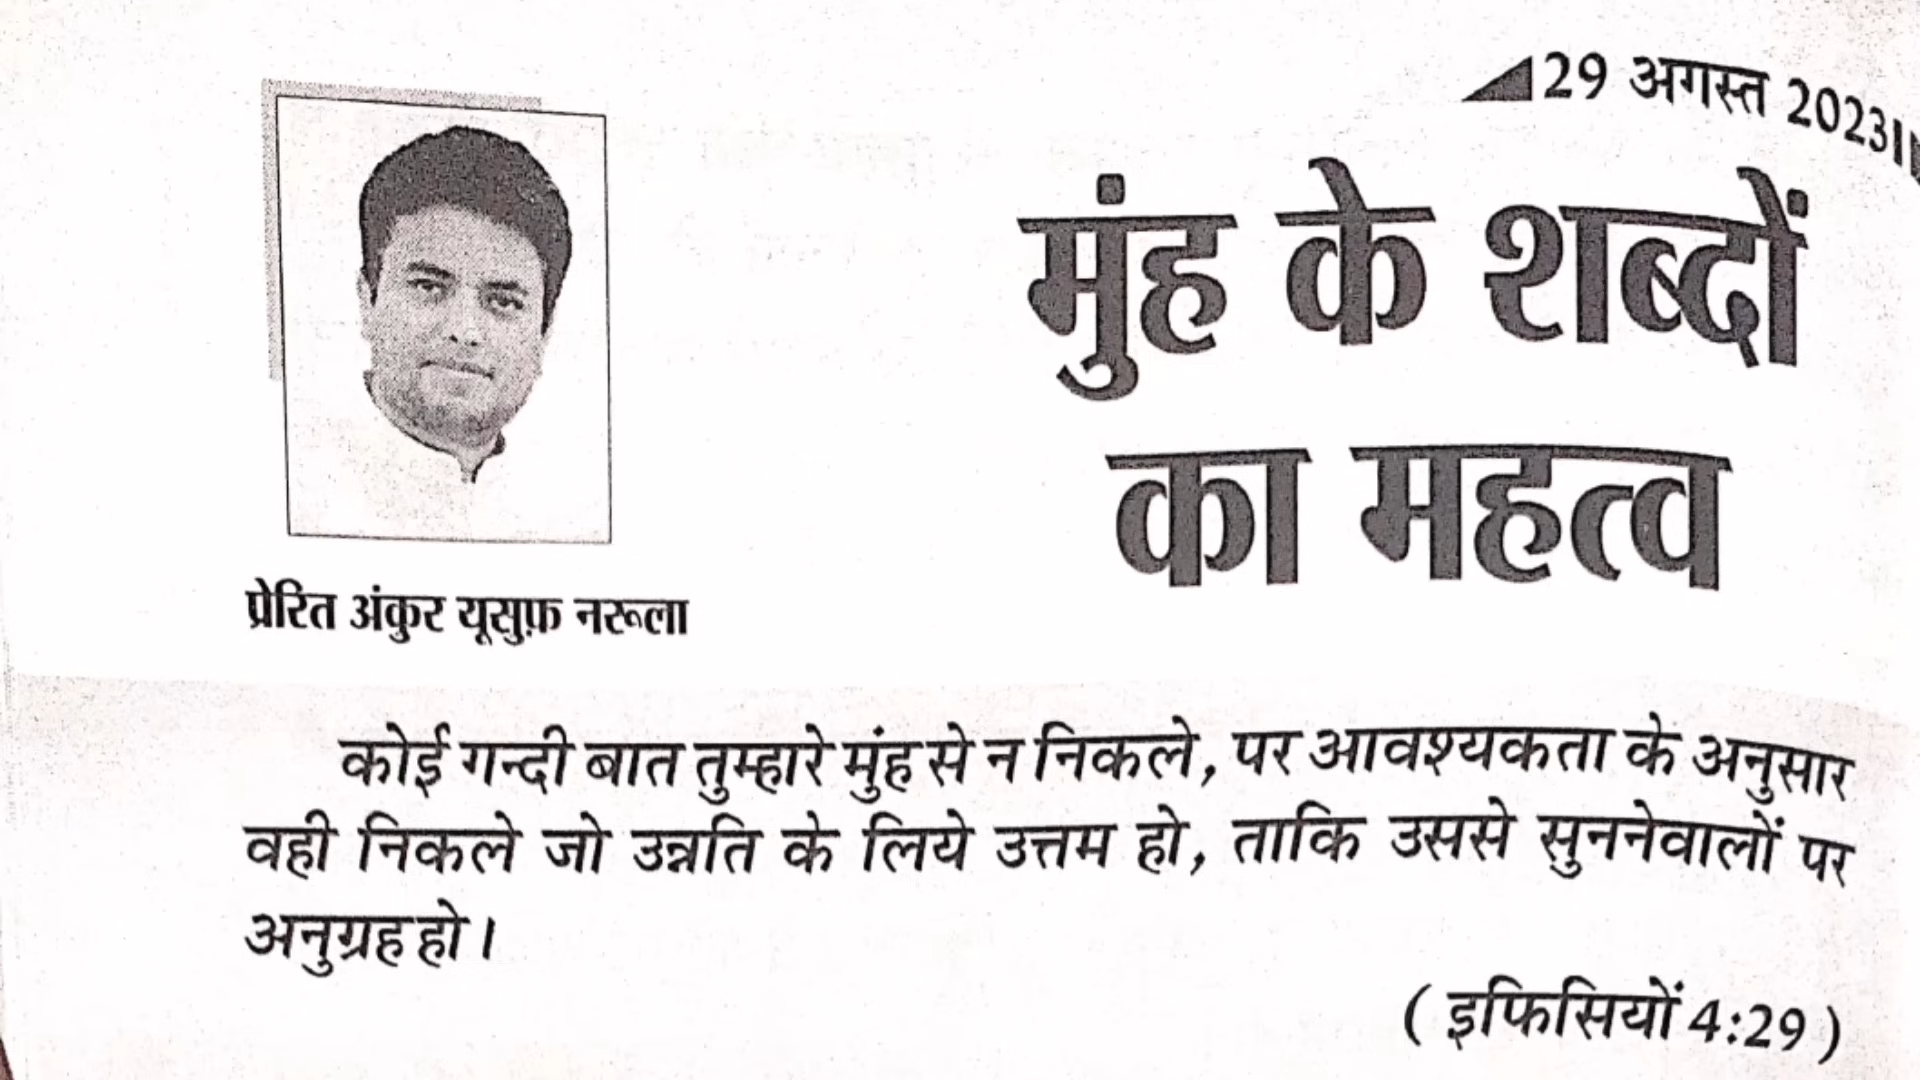 29 अगस्त 2023
मुंह के शब्दों
का महत्व
प्रेरित अंकुर यूसुफ़ नरूला
कोई गन्दी बात तुम्हारे मुंह से न निकले, पर आवश्यकता के अनुसार
वही निकले जो उन्नति के लिये उत्तम हो, ताकि उससे सुननेवालों पर
अनुग्रह हो।
( इफिसियों 4:29 )